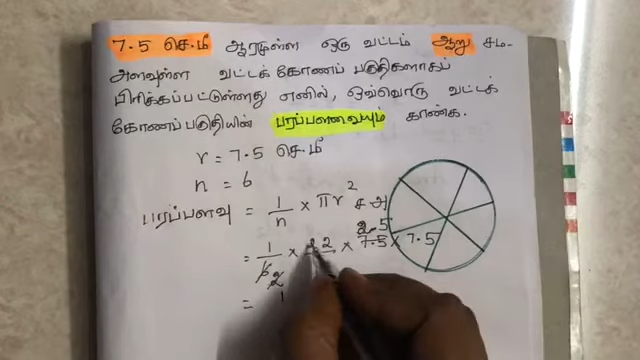 7.5 செ.மீ ஆரமுள்ள ஒரு வட்டம் ஆறு சம-
அளவுள்ள வட்டக்கோணப் பகுதிகளாகப்
பிரிக்கப்பட்டுள்ளது எனில், ஒவ்வொரு வட்டக்
கோணப்பகுதியின் பரப்பளவையும் காண்க.
r = 7.5 செ.மீ
n = 6
பரப்பளவு = 1/n × πr² ச அ
2.5
= 1/6 × 22 × 7.5 × 7.5
2
= 1